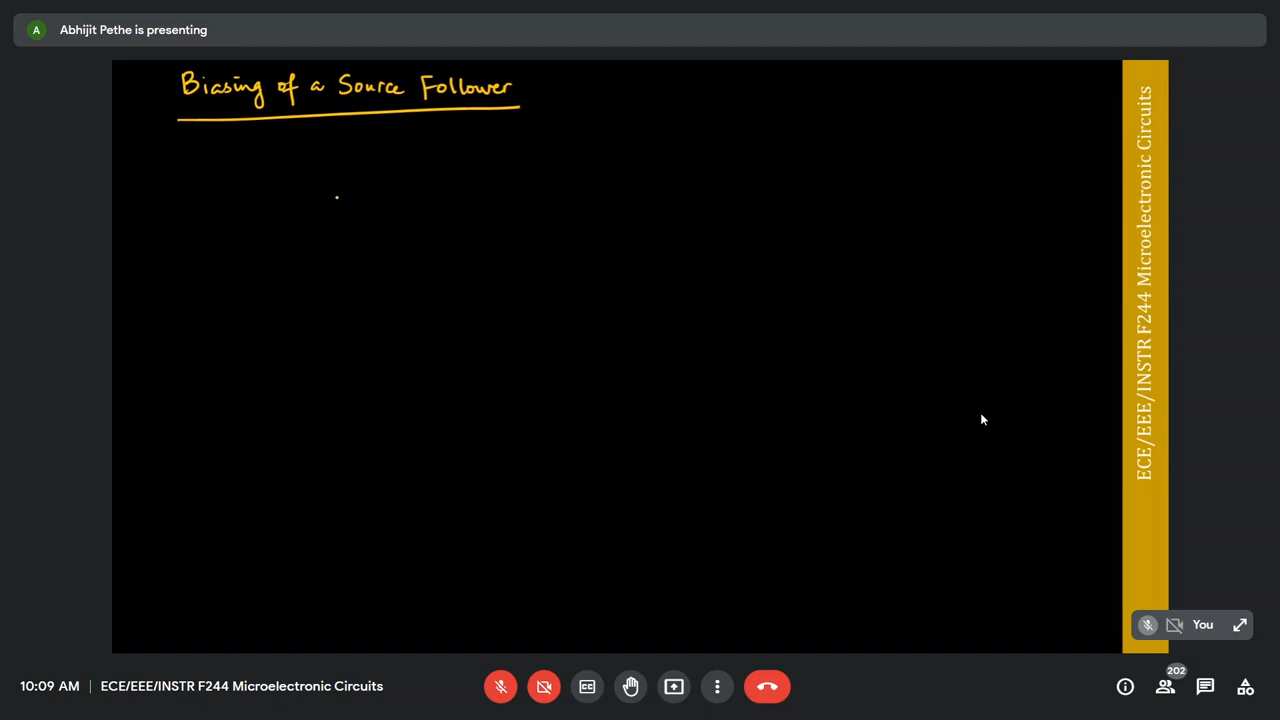 A Abhijit Pethe is presenting
Biasing of a Source Follower
ECE/EEE/INSTR F244 Microelectronic Circuits
You
10:09 AM | ECE/EEE/INSTR F244 Microelectronic Circuits
CC
202